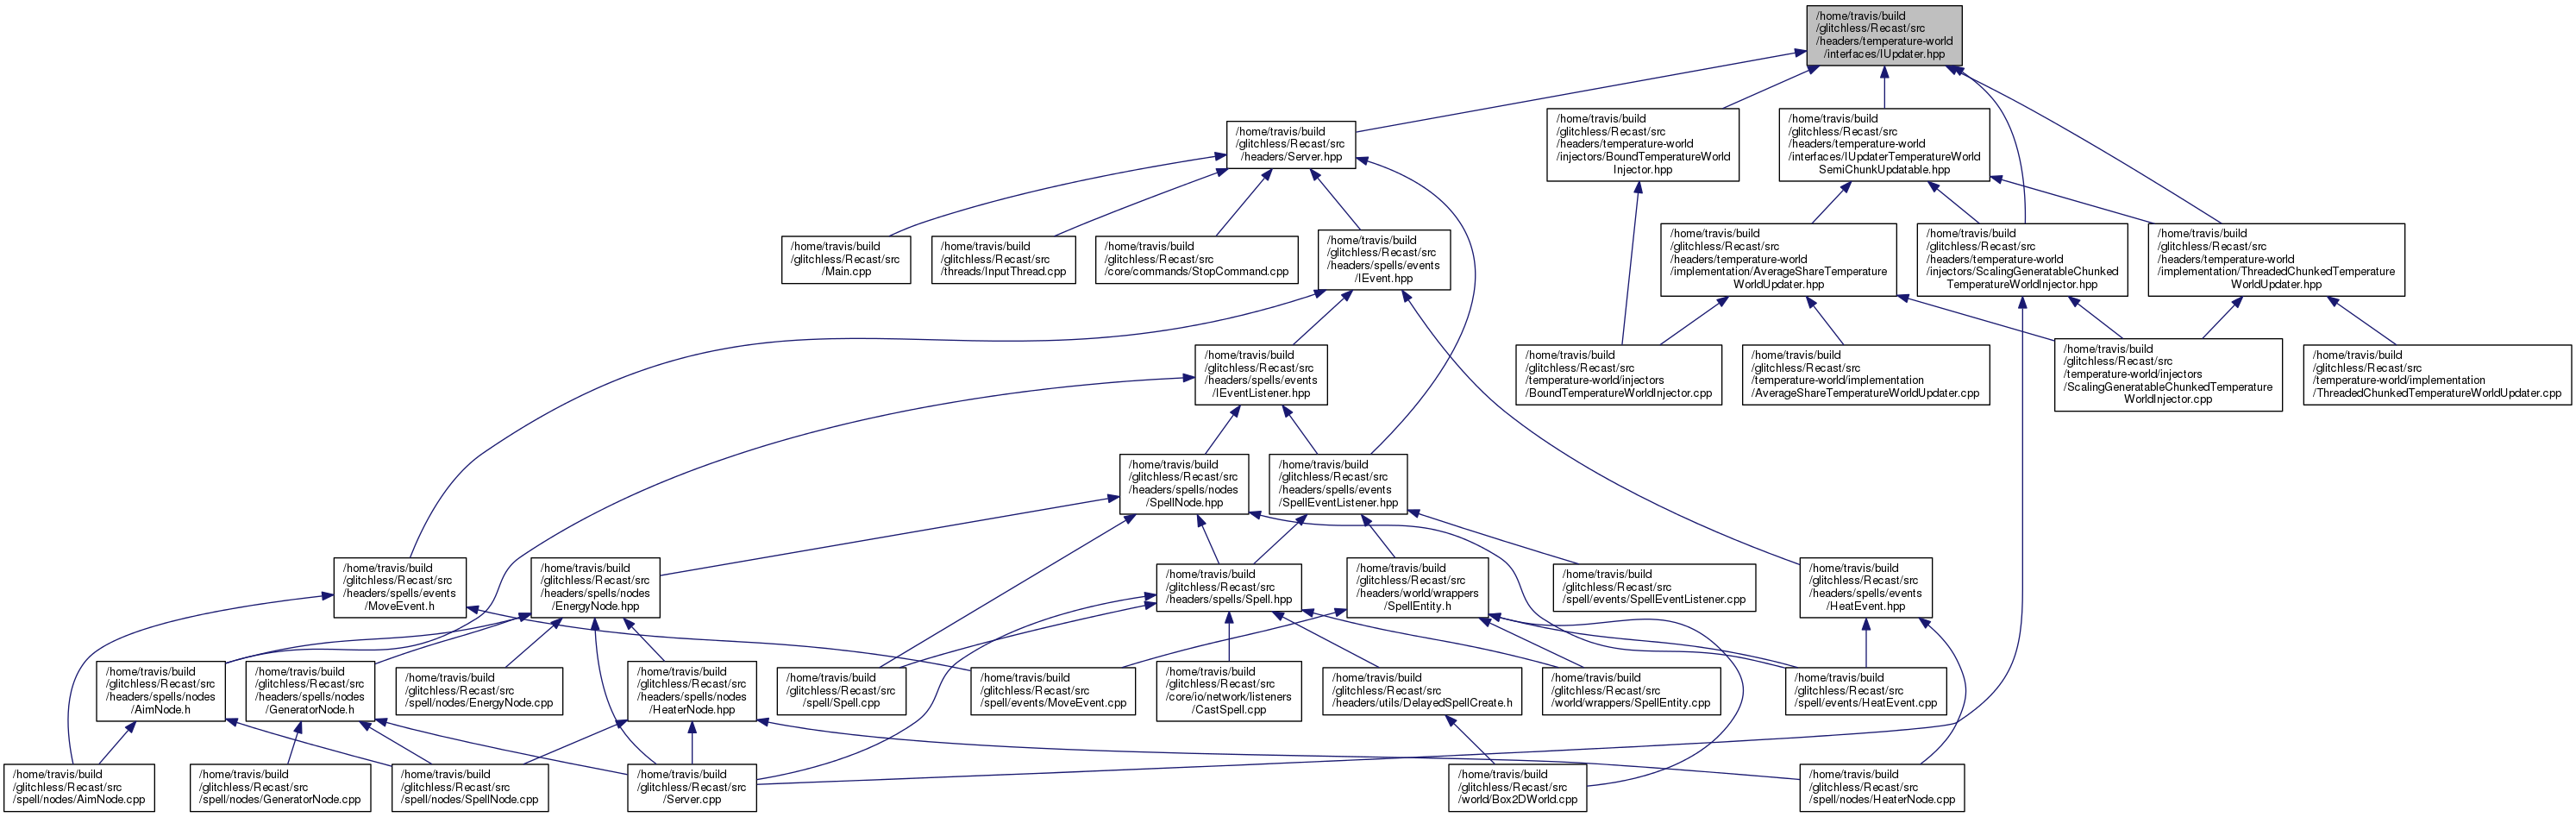 /home/travis/build
/glitchless/Recast/src
/headers/temperature-world
/interfaces/IUpdater.hpp
/home/travis/build
/glitchless/Recast/src
/headers/Server.hpp
/home/travis/build
/glitchless/Recast/src
/headers/temperature-world
/injectors/BoundTemperatureWorld
Injector.hpp
/home/travis/build
/glitchless/Recast/src
/headers/temperature-world
/interfaces/IUpdaterTemperatureWorld
SemiChunkUpdatable.hpp
/home/travis/build
/glitchless/Recast/src
/Main.cpp
/home/travis/build
/glitchless/Recast/src
/threads/InputThread.cpp
/home/travis/build
/glitchless/Recast/src
/core/commands/StopCommand.cpp
/home/travis/build
/glitchless/Recast/src
/headers/spells/events
/IEvent.hpp
/home/travis/build
/glitchless/Recast/src
/headers/temperature-world
/implementation/AverageShareTemperature
WorldUpdater.hpp
/home/travis/build
/glitchless/Recast/src
/headers/temperature-world
/injectors/ScalingGeneratableChunked
TemperatureWorldInjector.hpp
/home/travis/build
/glitchless/Recast/src
/headers/temperature-world
/implementation/ThreadedChunkedTemperature
WorldUpdater.hpp
/home/travis/build
/glitchless/Recast/src
/headers/spells/events
/IEventListener.hpp
/home/travis/build
/glitchless/Recast/src
/temperature-world/injectors
/BoundTemperatureWorldInjector.cpp
/home/travis/build
/glitchless/Recast/src
/temperature-world/implementation
/AverageShareTemperatureWorldUpdater.cpp
/home/travis/build
/glitchless/Recast/src
/temperature-world/injectors
/ScalingGeneratableChunkedTemperature
WorldInjector.cpp
/home/travis/build
/glitchless/Recast/src
/temperature-world/implementation
/ThreadedChunkedTemperatureWorldUpdater.cpp
/home/travis/build
/glitchless/Recast/src
/headers/spells/nodes
/SpellNode.hpp
/home/travis/build
/glitchless/Recast/src
/headers/spells/events
/SpellEventListener.hpp
/home/travis/build
/glitchless/Recast/src
/headers/spells/events
/MoveEvent.h
/home/travis/build
/glitchless/Recast/src
/headers/spells/nodes
/EnergyNode.hpp
/home/travis/build
/glitchless/Recast/src
/headers/spells/Spell.hpp
/home/travis/build
/glitchless/Recast/src
/headers/world/wrappers
/SpellEntity.h
/home/travis/build
/glitchless/Recast/src
/spell/events/SpellEventListener.cpp
/home/travis/build
/glitchless/Recast/src
/headers/spells/events
/HeatEvent.hpp
/home/travis/build
/glitchless/Recast/src
/headers/spells/nodes
/AimNode.h
/home/travis/build
/glitchless/Recast/src
/headers/spells/nodes
/GeneratorNode.h
/home/travis/build
/glitchless/Recast/src
/spell/nodes/EnergyNode.cpp
/home/travis/build
/glitchless/Recast/src
/headers/spells/nodes
/HeaterNode.hpp
/home/travis/build
/glitchless/Recast/src
/spell/Spell.cpp
/home/travis/build
/glitchless/Recast/src
/spell/events/MoveEvent.cpp
/home/travis/build
/glitchless/Recast/src
/core/io/network/listeners
/CastSpell.cpp
/home/travis/build
/glitchless/Recast/src
/headers/utils/DelayedSpellCreate.h
/home/travis/build
/glitchless/Recast/src
/world/wrappers/SpellEntity.cpp
/home/travis/build
/glitchless/Recast/src
/spell/events/HeatEvent.cpp
/home/travis/build
/glitchless/Recast/src
/spell/nodes/AimNode.cpp
/home/travis/build
/glitchless/Recast/src
/spell/nodes/GeneratorNode.cpp
/home/travis/build
/glitchless/Recast/src
/spell/nodes/SpellNode.cpp
/home/travis/build
/glitchless/Recast/src
/Server.cpp
/home/travis/build
/glitchless/Recast/src
/world/Box2DWorld.cpp
/home/travis/build
/glitchless/Recast/src
/spell/nodes/HeaterNode.cpp